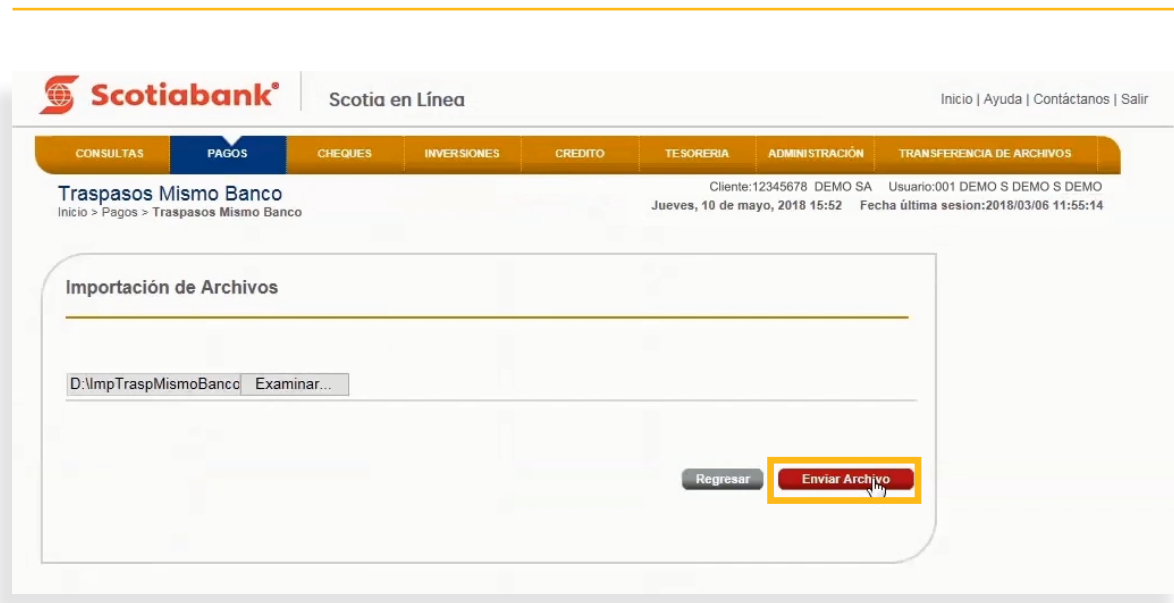 Scotiabank® Scotia en Línea Inicio | Ayuda | Contáctanos | Salir
CONSULTAS PAGOS CHEQUES INVERSIONES CREDITO TESORERIA ADMINISTRACIÓN TRANSFERENCIA DE ARCHIVOS
Traspasos Mismo Banco Cliente:12345678 DEMO SA Usuario:001 DEMO S DEMO S DEMO
Inicio > Pagos > Traspasos Mismo Banco Jueves, 10 de mayo, 2018 15:52 Fecha última sesion:2018/03/06 11:55:14
Importación de Archivos
D:\ImpTraspMismoBanco Examinar...
Regresar Enviar Archivo